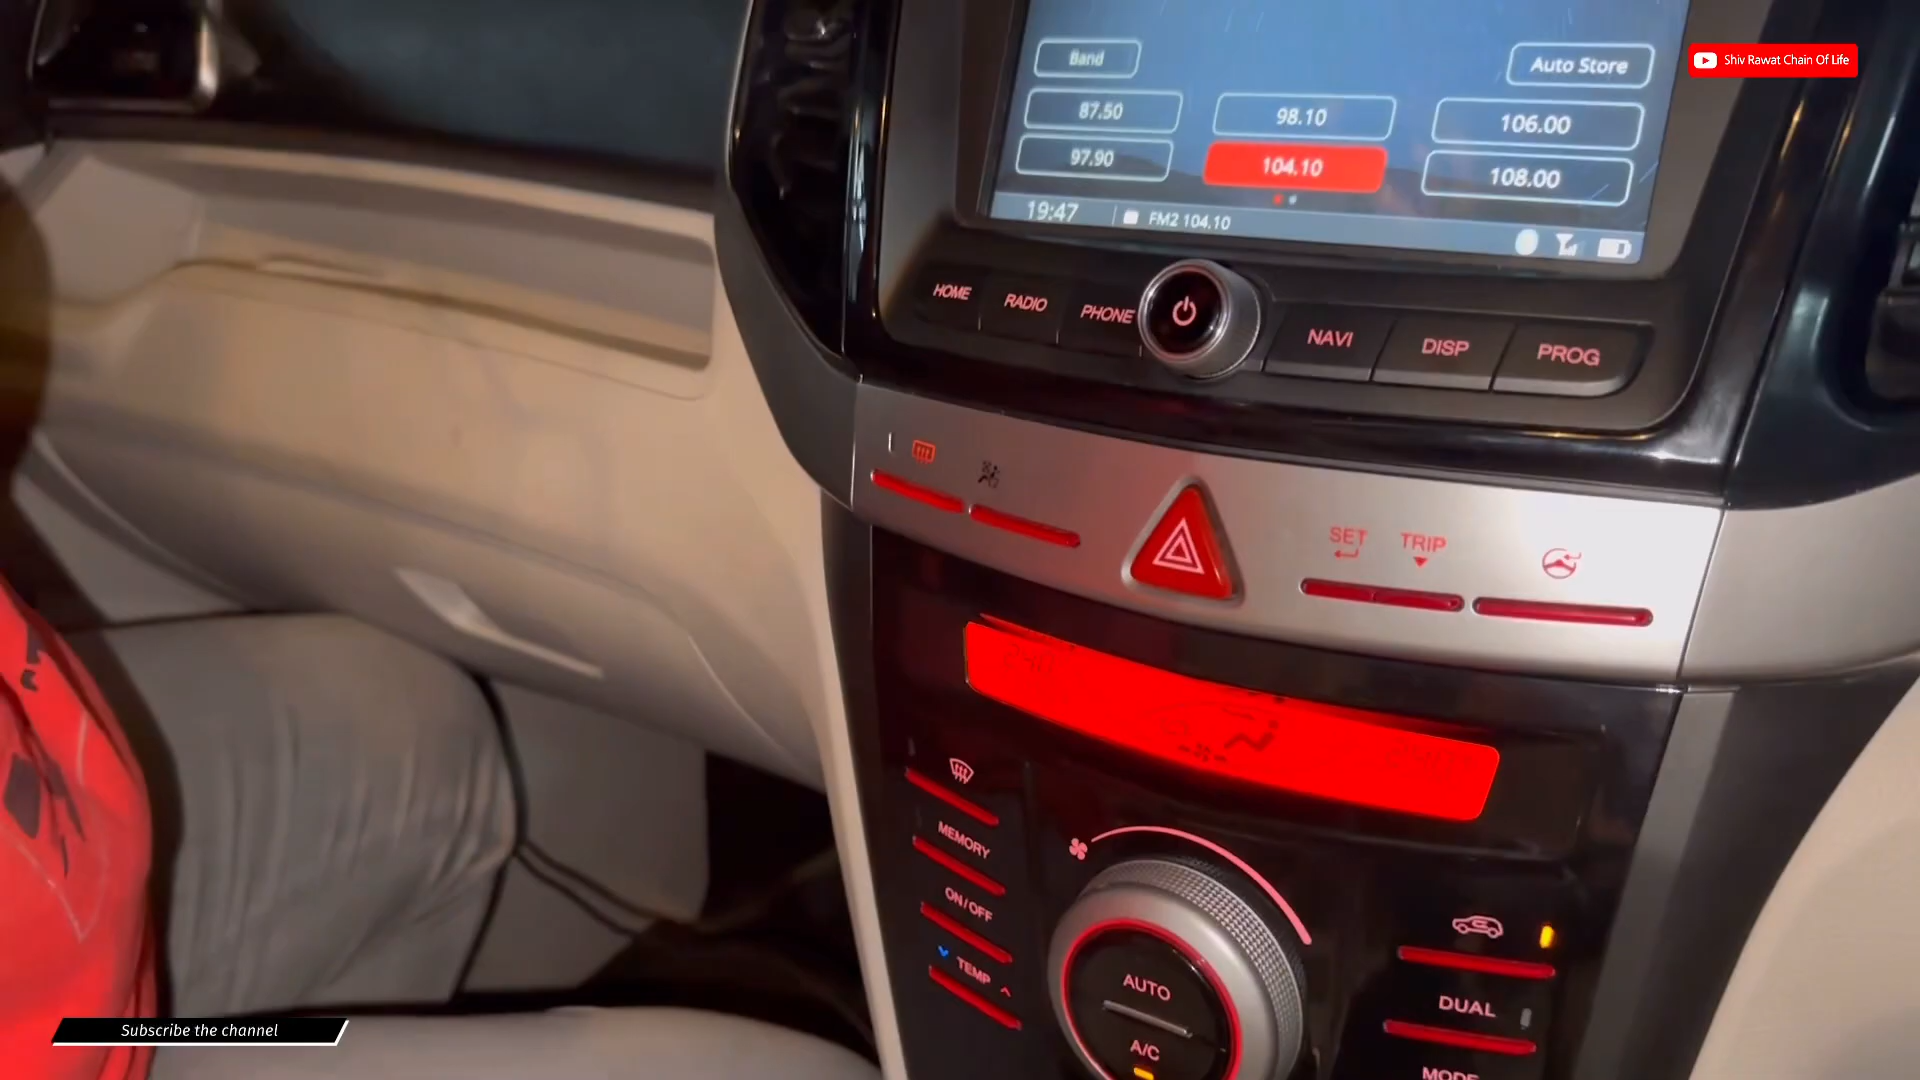 Band
Auto Store
Shiv Rawat Chain Of Life
87.50
98.10
106.00
97.90
104.10
108.00
19:47
FM2 104.10
HOME
RADIO
PHONE
NAVI
DISP
PROG
SET
TRIP
MEMORY
ON/OFF
TEMP
AUTO
A/C
DUAL
MODE
Subscribe the channel